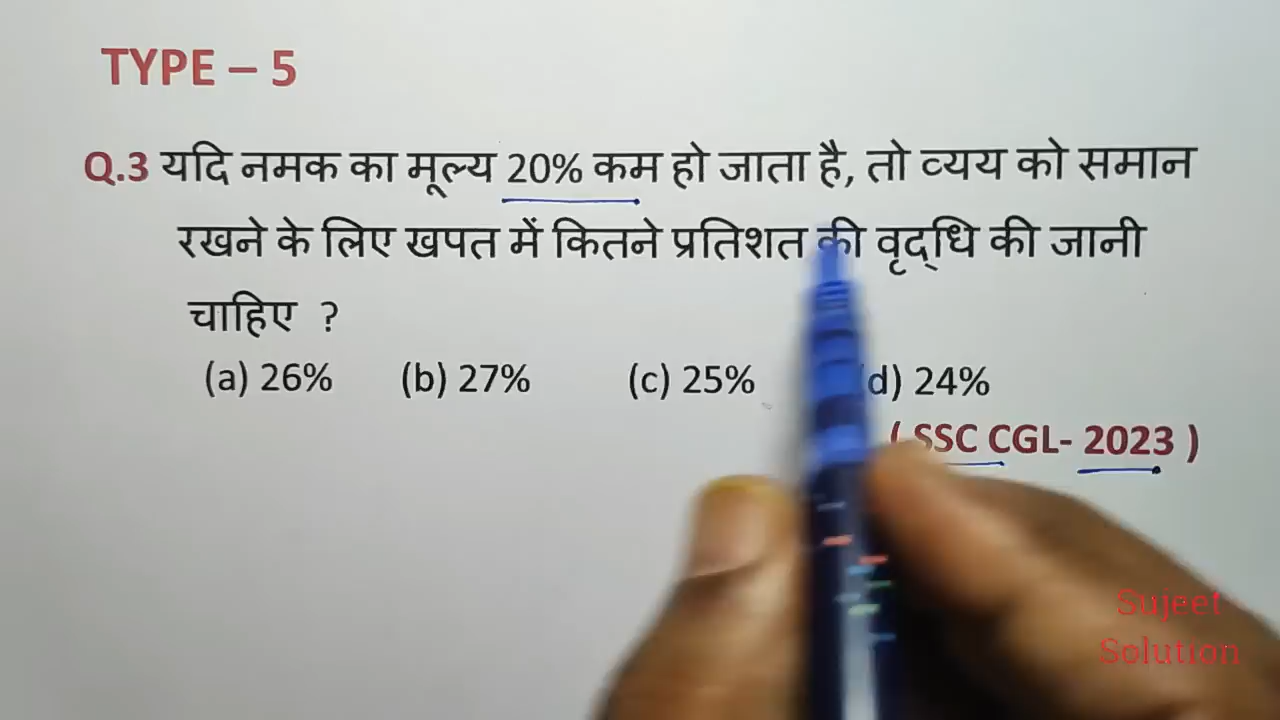 TYPE – 5
Q.3 यदि नमक का मूल्य 20% कम हो जाता है, तो व्यय को समान
रखने के लिए खपत में कितने प्रतिशत की वृद्धि की जानी
चाहिए ?
(a) 26% (b) 27% (c) 25% (d) 24%
( SSC CGL- 2023 )
Sujeet
Solution